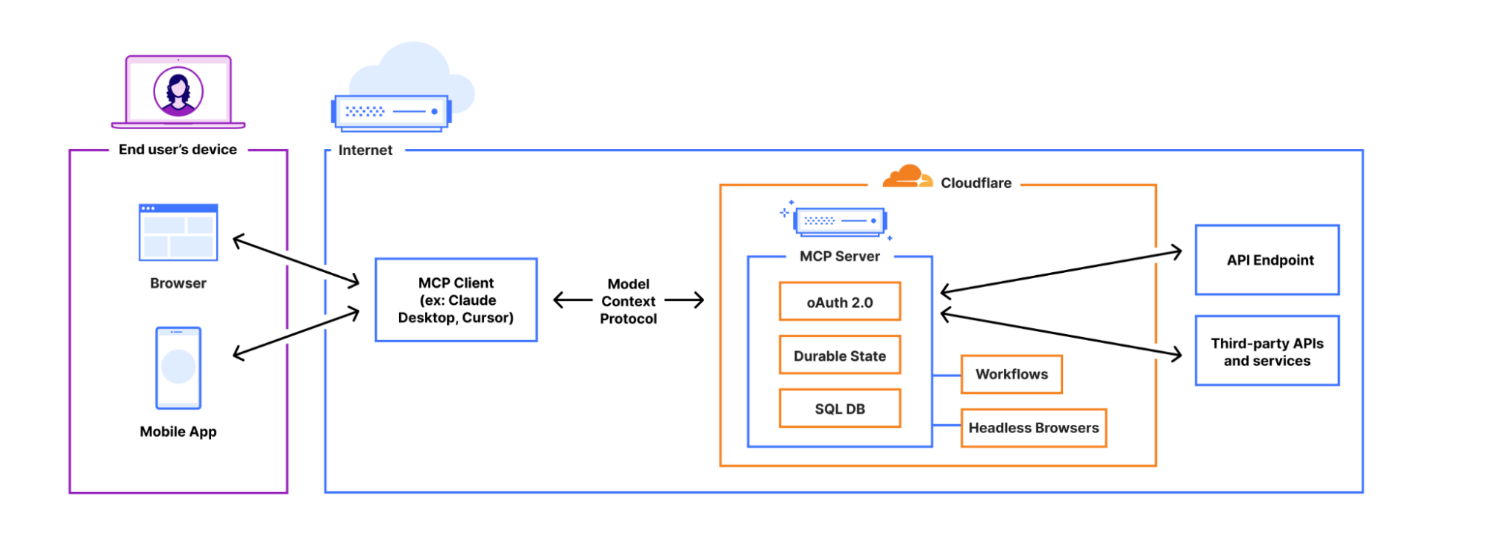 End user's device
Internet
Browser
Mobile App
MCP Client
(ex: Claude
Desktop, Cursor)
Model
Context
Protocol
Cloudflare
MCP Server
oAuth 2.0
Durable State
SQL DB
Workflows
Headless Browsers
API Endpoint
Third-party APIs
and services